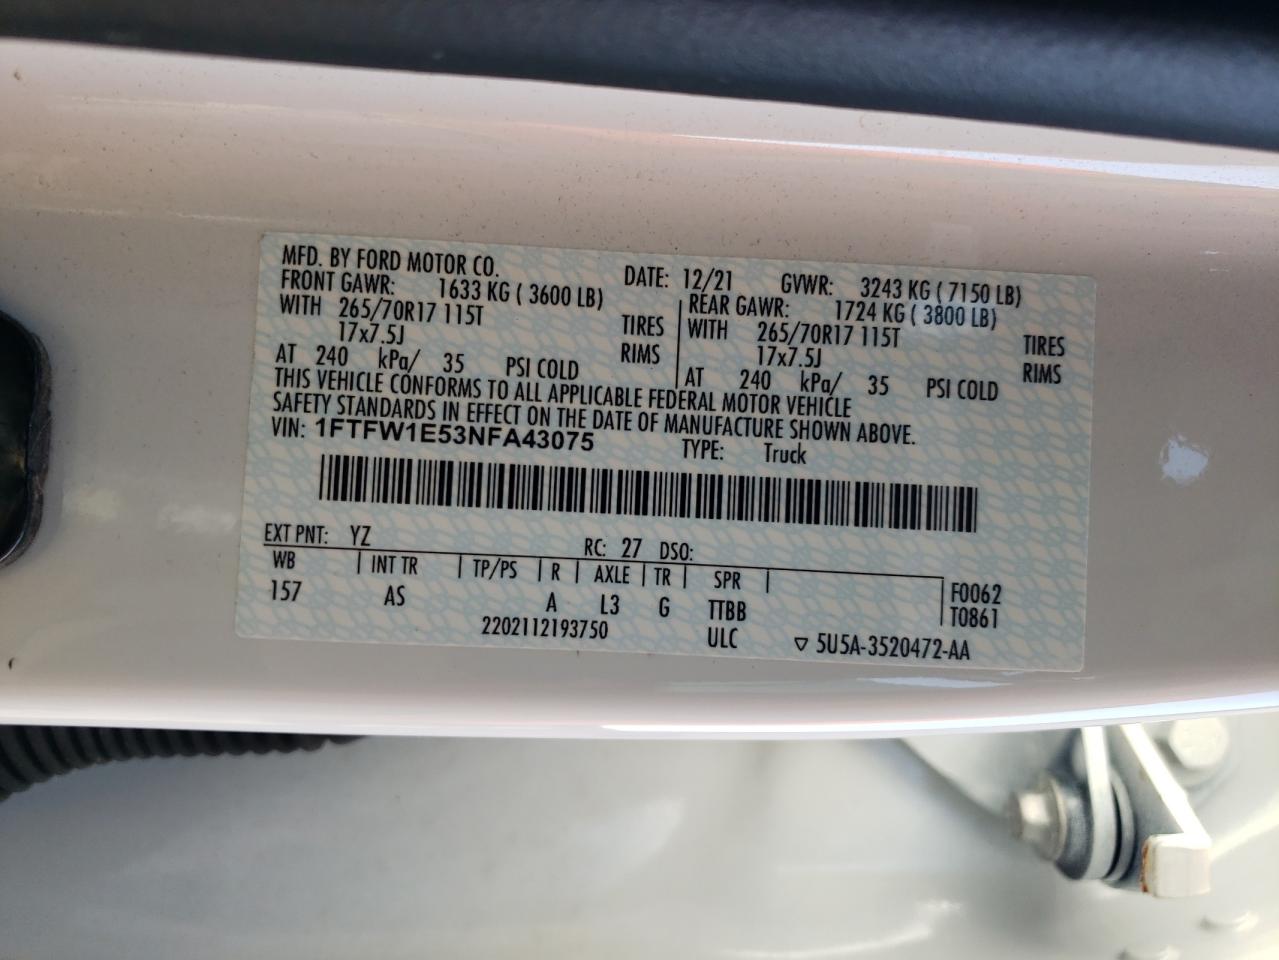 MFD. BY FORD MOTOR CO.
DATE: 12/21 GVWR: 3243 KG ( 7150 LB)
FRONT GAWR: 1633 KG ( 3600 LB)
WITH 265/70R17 115T TIRES
17x7.5J RIMS
AT 240 kPa/ 35 PSI COLD
REAR GAWR: 1724 KG ( 3800 LB)
WITH 265/70R17 115T TIRES
17x7.5J RIMS
AT 240 kPa/ 35 PSI COLD
THIS VEHICLE CONFORMS TO ALL APPLICABLE FEDERAL MOTOR VEHICLE
SAFETY STANDARDS IN EFFECT ON THE DATE OF MANUFACTURE SHOWN ABOVE.
VIN: 1FTFW1E53NFA43075 TYPE: Truck
EXT PNT: YZ RC: 27 DSO:
WB INT TR TP/PS R AXLE TR SPR F0062
157 AS A L3 G TTBB T0861
2202112193750 ULC ▽ 5U5A-3520472-AA